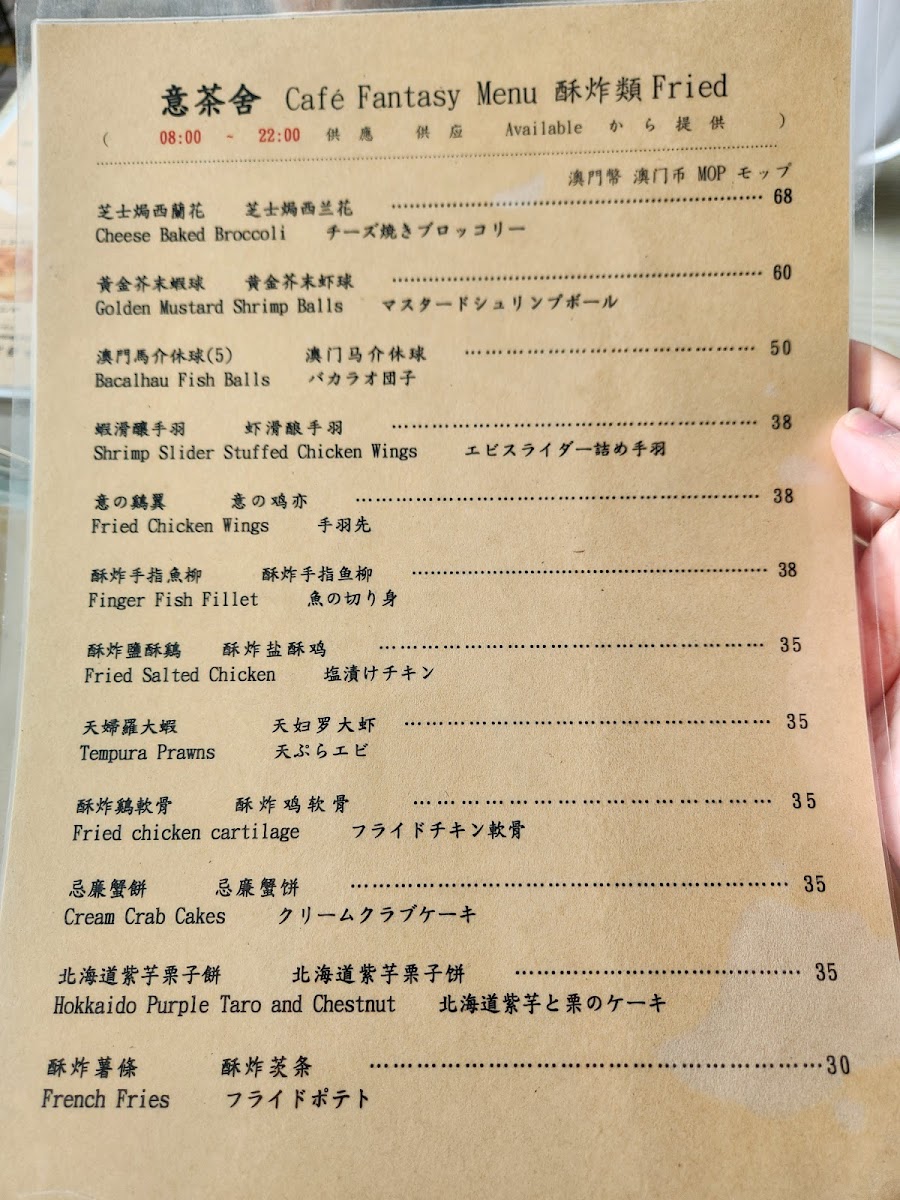 意茶舍 Café Fantasy Menu 酥炸類 Fried
( 08:00 ~ 22:00 供應 供应 Available から提供 )
澳門幣 澳门币 MOP モップ
芝士焗西蘭花 芝士焗西兰花 ………………………………………… 68
Cheese Baked Broccoli チーズ焼きブロッコリー
黃金芥末蝦球 黄金芥末虾球 ………………………………………… 60
Golden Mustard Shrimp Balls マスタードシュリンプボール
澳門馬介休球(5) 澳门马介休球 ………………………………… 50
Bacalhau Fish Balls バカラオ団子
蝦滑釀手羽 虾滑酿手羽 ………………………………………… 38
Shrimp Slider Stuffed Chicken Wings エビスライダー詰め手羽
意の鷄翼 意の鸡亦 ………………………………………… 38
Fried Chicken Wings 手羽先
酥炸手指魚柳 酥炸手指鱼柳 ………………………………………… 38
Finger Fish Fillet 魚の切り身
酥炸鹽酥鷄 酥炸盐酥鸡 ………………………………………… 35
Fried Salted Chicken 塩漬けチキン
天婦羅大蝦 天妇罗大虾 ………………………………………… 35
Tempura Prawns 天ぷらエビ
酥炸鷄軟骨 酥炸鸡软骨 ………………………………………… 35
Fried chicken cartilage フライドチキン軟骨
忌廉蟹餅 忌廉蟹饼 ………………………………………… 35
Cream Crab Cakes クリームクラブケーキ
北海道紫芋栗子餅 北海道紫芋栗子饼 ………………………………… 35
Hokkaido Purple Taro and Chestnut 北海道紫芋と栗のケーキ
酥炸薯條 酥炸茨条 ………………………………………… 30
French Fries フライドポテト